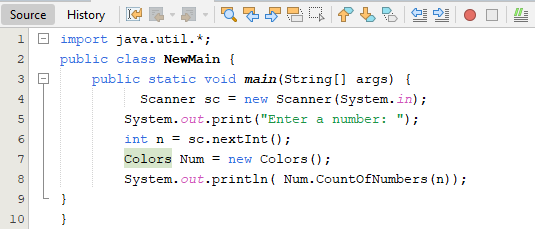 Source History
1 import java.util.*;
2 public class NewMain {
3 public static void main(String[] args) {
4 Scanner sc = new Scanner(System.in);
5 System.out.print("Enter a number: ");
6 int n = sc.nextInt();
7 Colors Num = new Colors();
8 System.out.println( Num.CountOfNumbers(n));
9 }
10 }